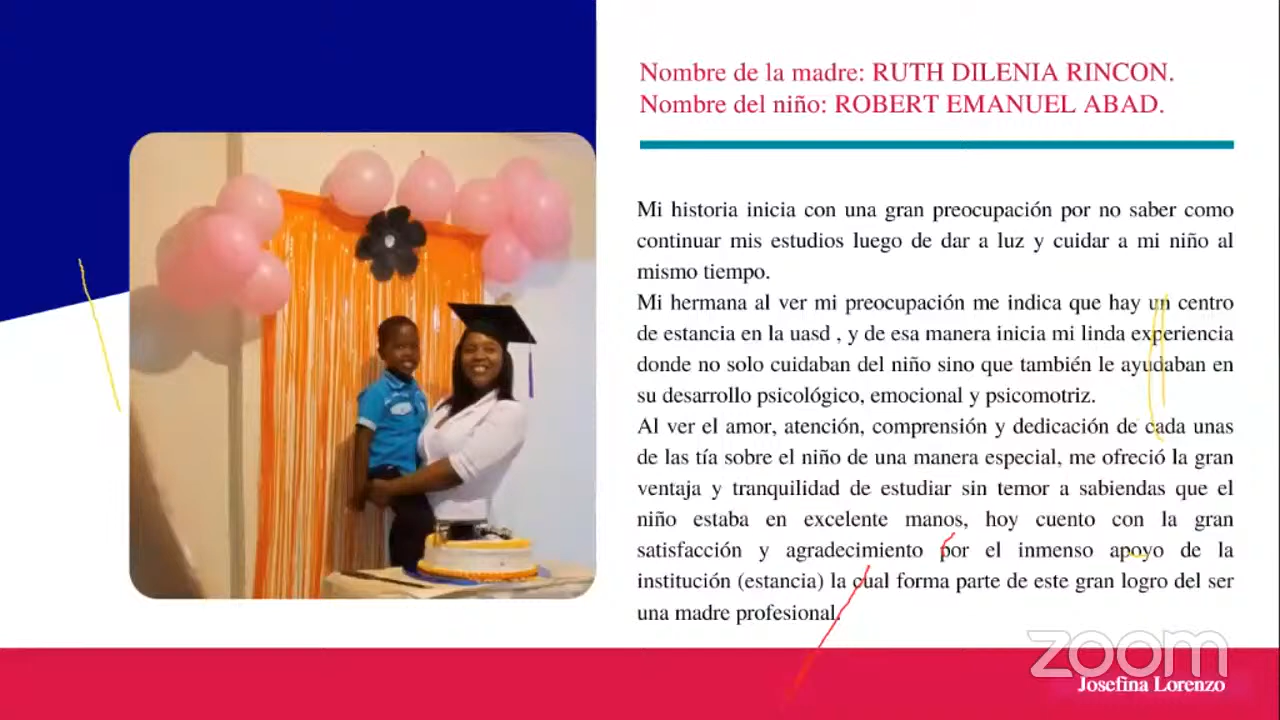 Nombre de la madre: RUTH DILENIA RINCON.
Nombre del niño: ROBERT EMANUEL ABAD.
Mi historia inicia con una gran preocupación por no saber como
continuar mis estudios luego de dar a luz y cuidar a mi niño al
mismo tiempo.
Mi hermana al ver mi preocupación me indica que hay un centro
de estancia en la uasd , y de esa manera inicia mi linda experiencia
donde no solo cuidaban del niño sino que también le ayudaban en
su desarrollo psicológico, emocional y psicomotriz.
Al ver el amor, atención, comprensión y dedicación de cada unas
de las tía sobre el niño de una manera especial, me ofreció la gran
ventaja y tranquilidad de estudiar sin temor a sabiendas que el
niño estaba en excelente manos, hoy cuento con la gran
satisfacción y agradecimiento por el inmenso apoyo de la
institución (estancia) la cual forma parte de este gran logro del ser
una madre profesional.
zoom
Josefina Lorenzo